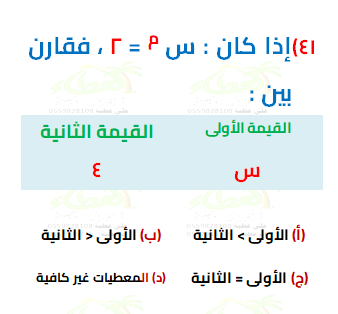 ٤١) إذا كان : س م = ٢ ، فقارن
بين :
القيمة الأولى القيمة الثانية
س ٤
(أ) الأولى > الثانية (ب) الأولى < الثانية
(ج) الأولى = الثانية (د) المعطيات غير كافية